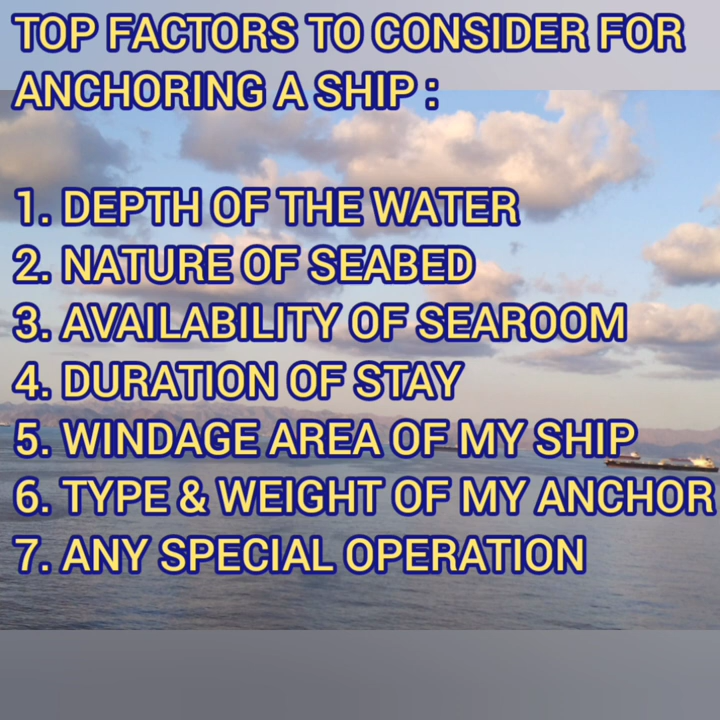 TOP FACTORS TO CONSIDER FOR
ANCHORING A SHIP :
1. DEPTH OF THE WATER
2. NATURE OF SEABED
3. AVAILABILITY OF SEAROOM
4. DURATION OF STAY
5. WINDAGE AREA OF MY SHIP
6. TYPE & WEIGHT OF MY ANCHOR
7. ANY SPECIAL OPERATION